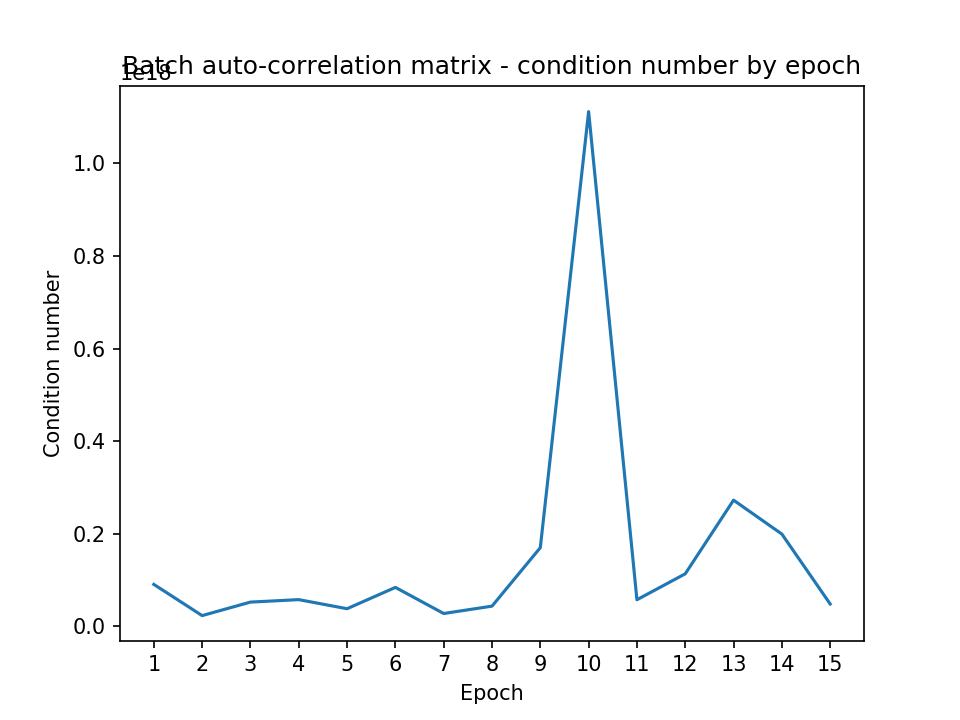 Batch auto-correlation matrix - condition number by epoch
1e18
1.0
0.8
0.6
0.4
0.2
0.0
Condition number
1 2 3 4 5 6 7 8 9 10 11 12 13 14 15
Epoch